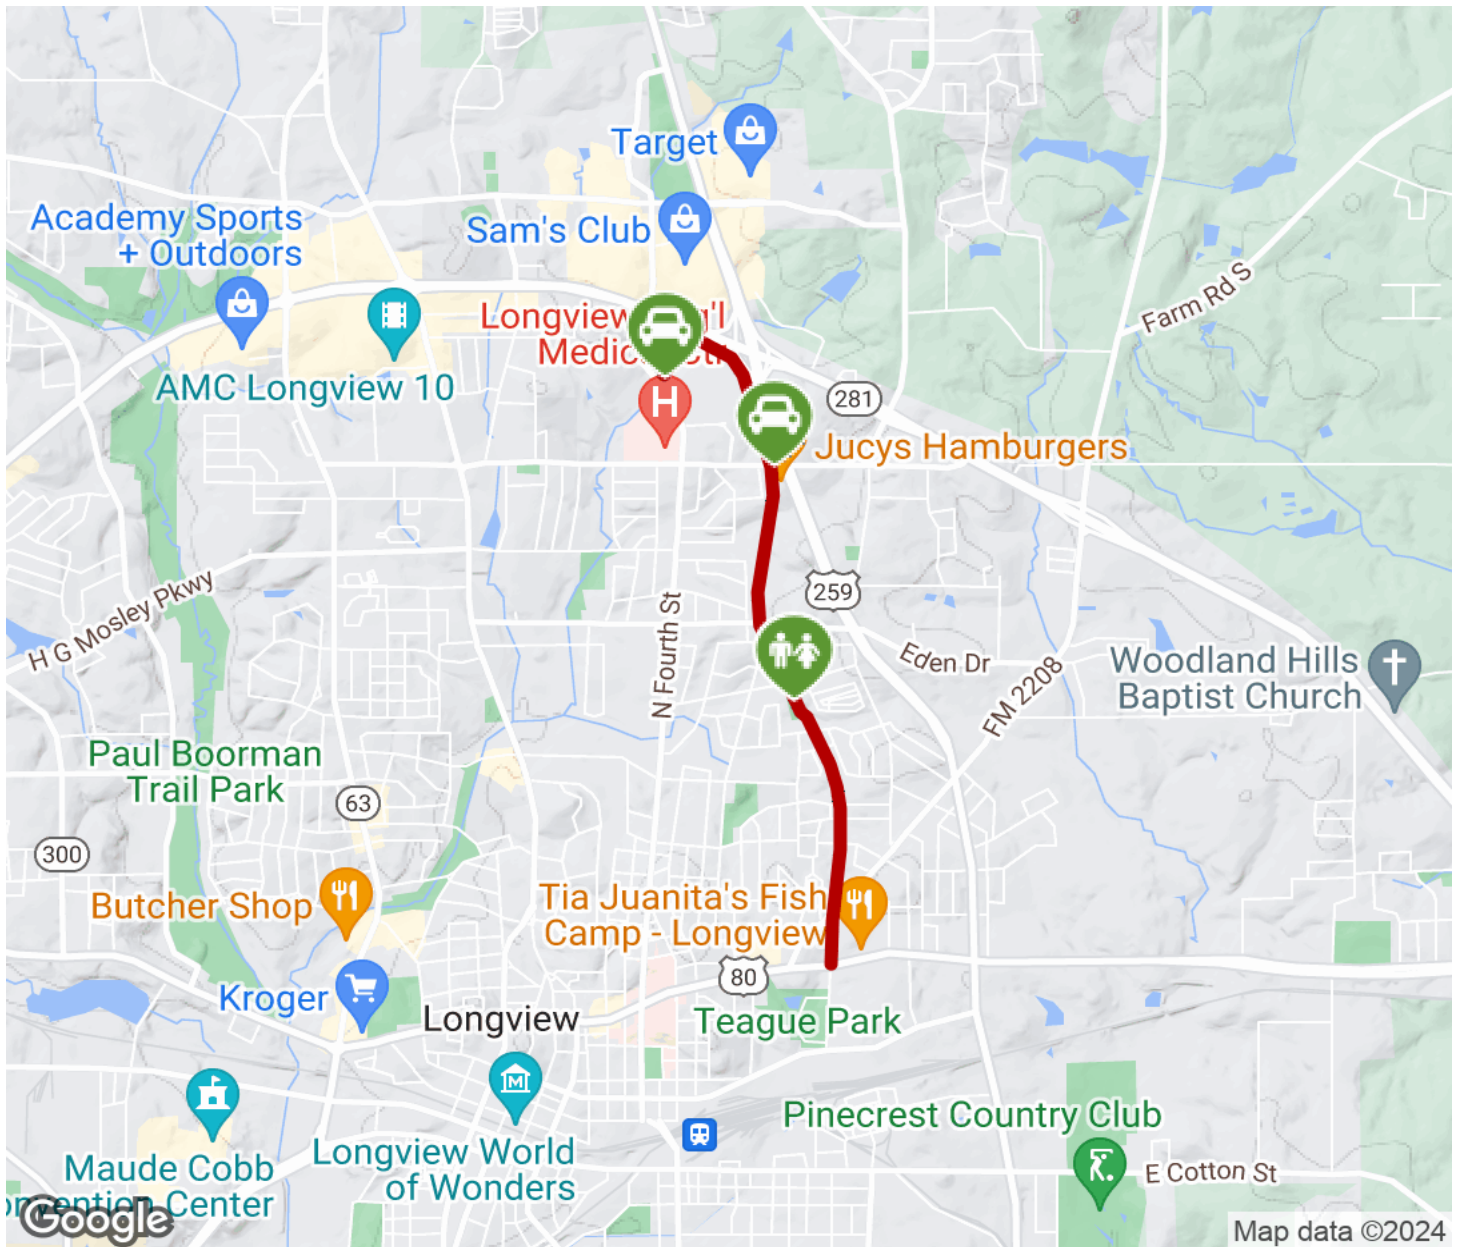 Target
Academy Sports
+ Outdoors
Sam's Club
Farm Rd S
Longview
Medic
AMC Longview 10
H
281
Jucys Hamburgers
H G Mosley Pkwy
259
N Fourth St
Eden Dr
FM 2208
Woodland Hills
Baptist Church
Paul Boorman
Trail Park
63
300
Butcher Shop
Tia Juanita's Fish
Camp - Longview
80
Kroger
Longview
Teague Park
M
Pinecrest Country Club
Longview World
of Wonders
E Cotton St
Maude Cobb
Center
Google
Map data ©2024